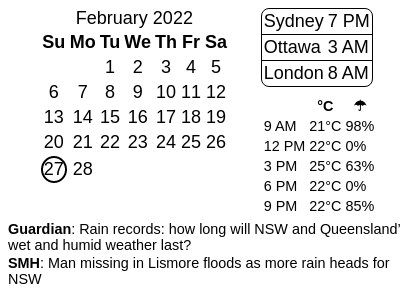 February 2022
Su Mo Tu We Th Fr Sa
1 2 3 4 5
6 7 8 9 10 11 12
13 14 15 16 17 18 19
20 21 22 23 24 25 26
27 28
Sydney 7 PM
Ottawa 3 AM
London 8 AM
°C ☂
9 AM 21°C 98%
12 PM 22°C 0%
3 PM 25°C 63%
6 PM 22°C 0%
9 PM 22°C 85%
Guardian: Rain records: how long will NSW and Queensland’
wet and humid weather last?
SMH: Man missing in Lismore floods as more rain heads for
NSW